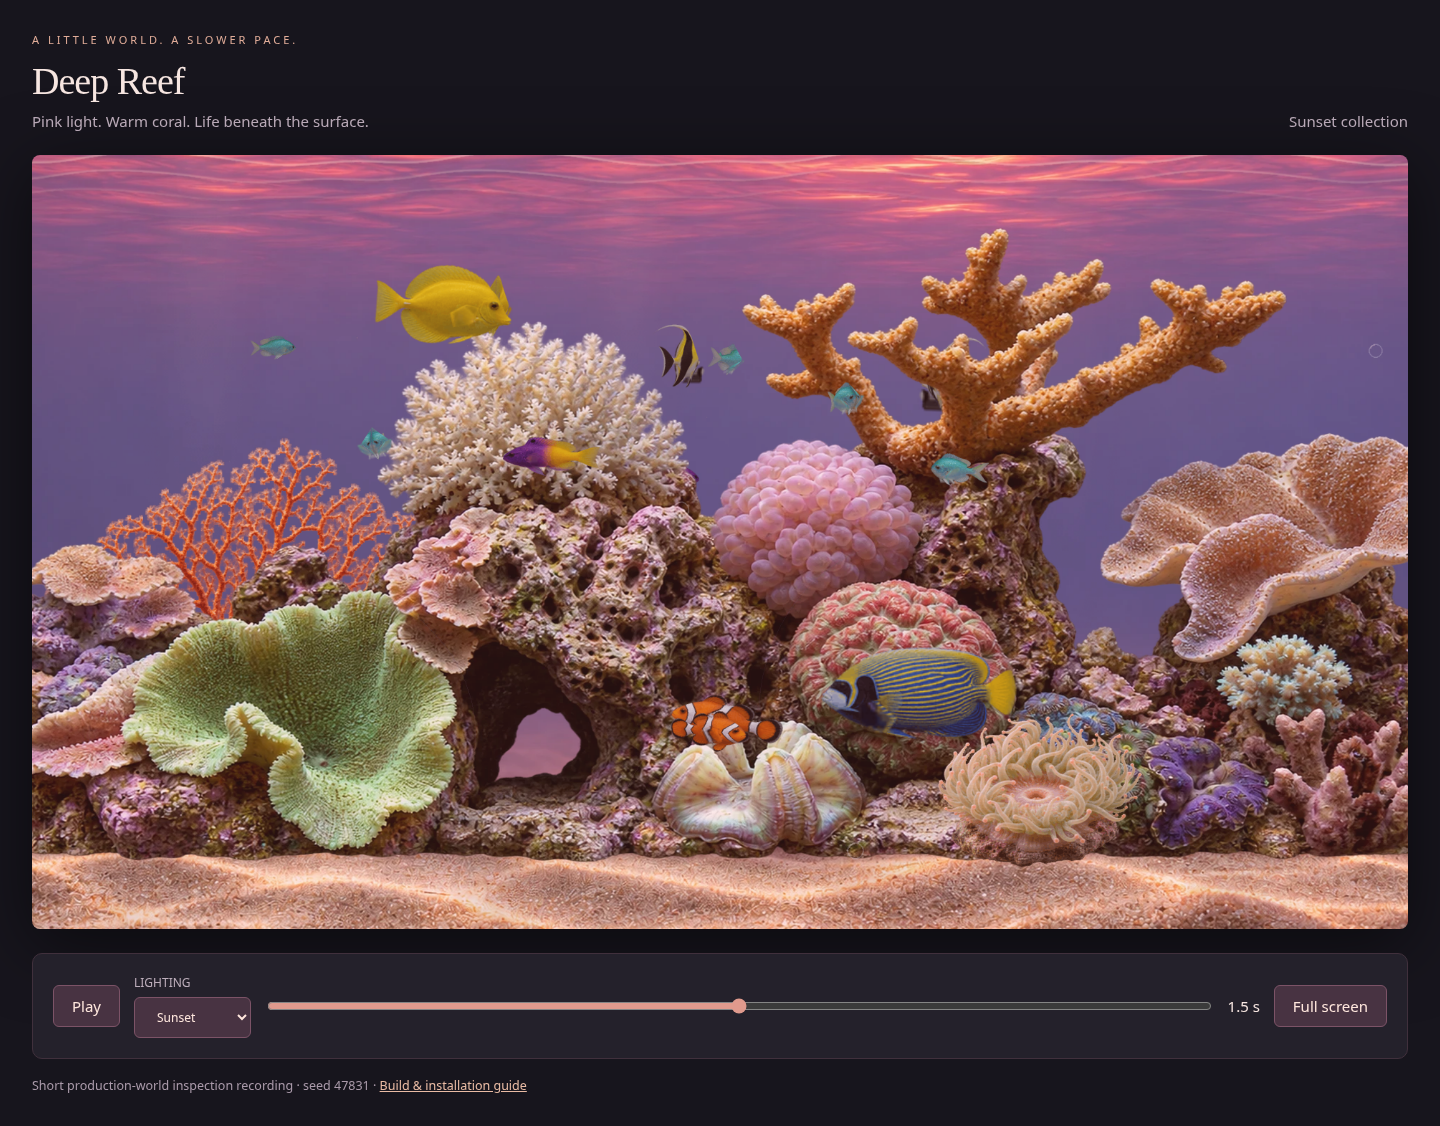 A LITTLE WORLD. A SLOWER PACE.
Deep Reef
Pink light. Warm coral. Life beneath the surface.
Sunset collection
Play
LIGHTING
Sunset
1.5 s
Full screen
Short production-world inspection recording · seed 47831 · Build & installation guide